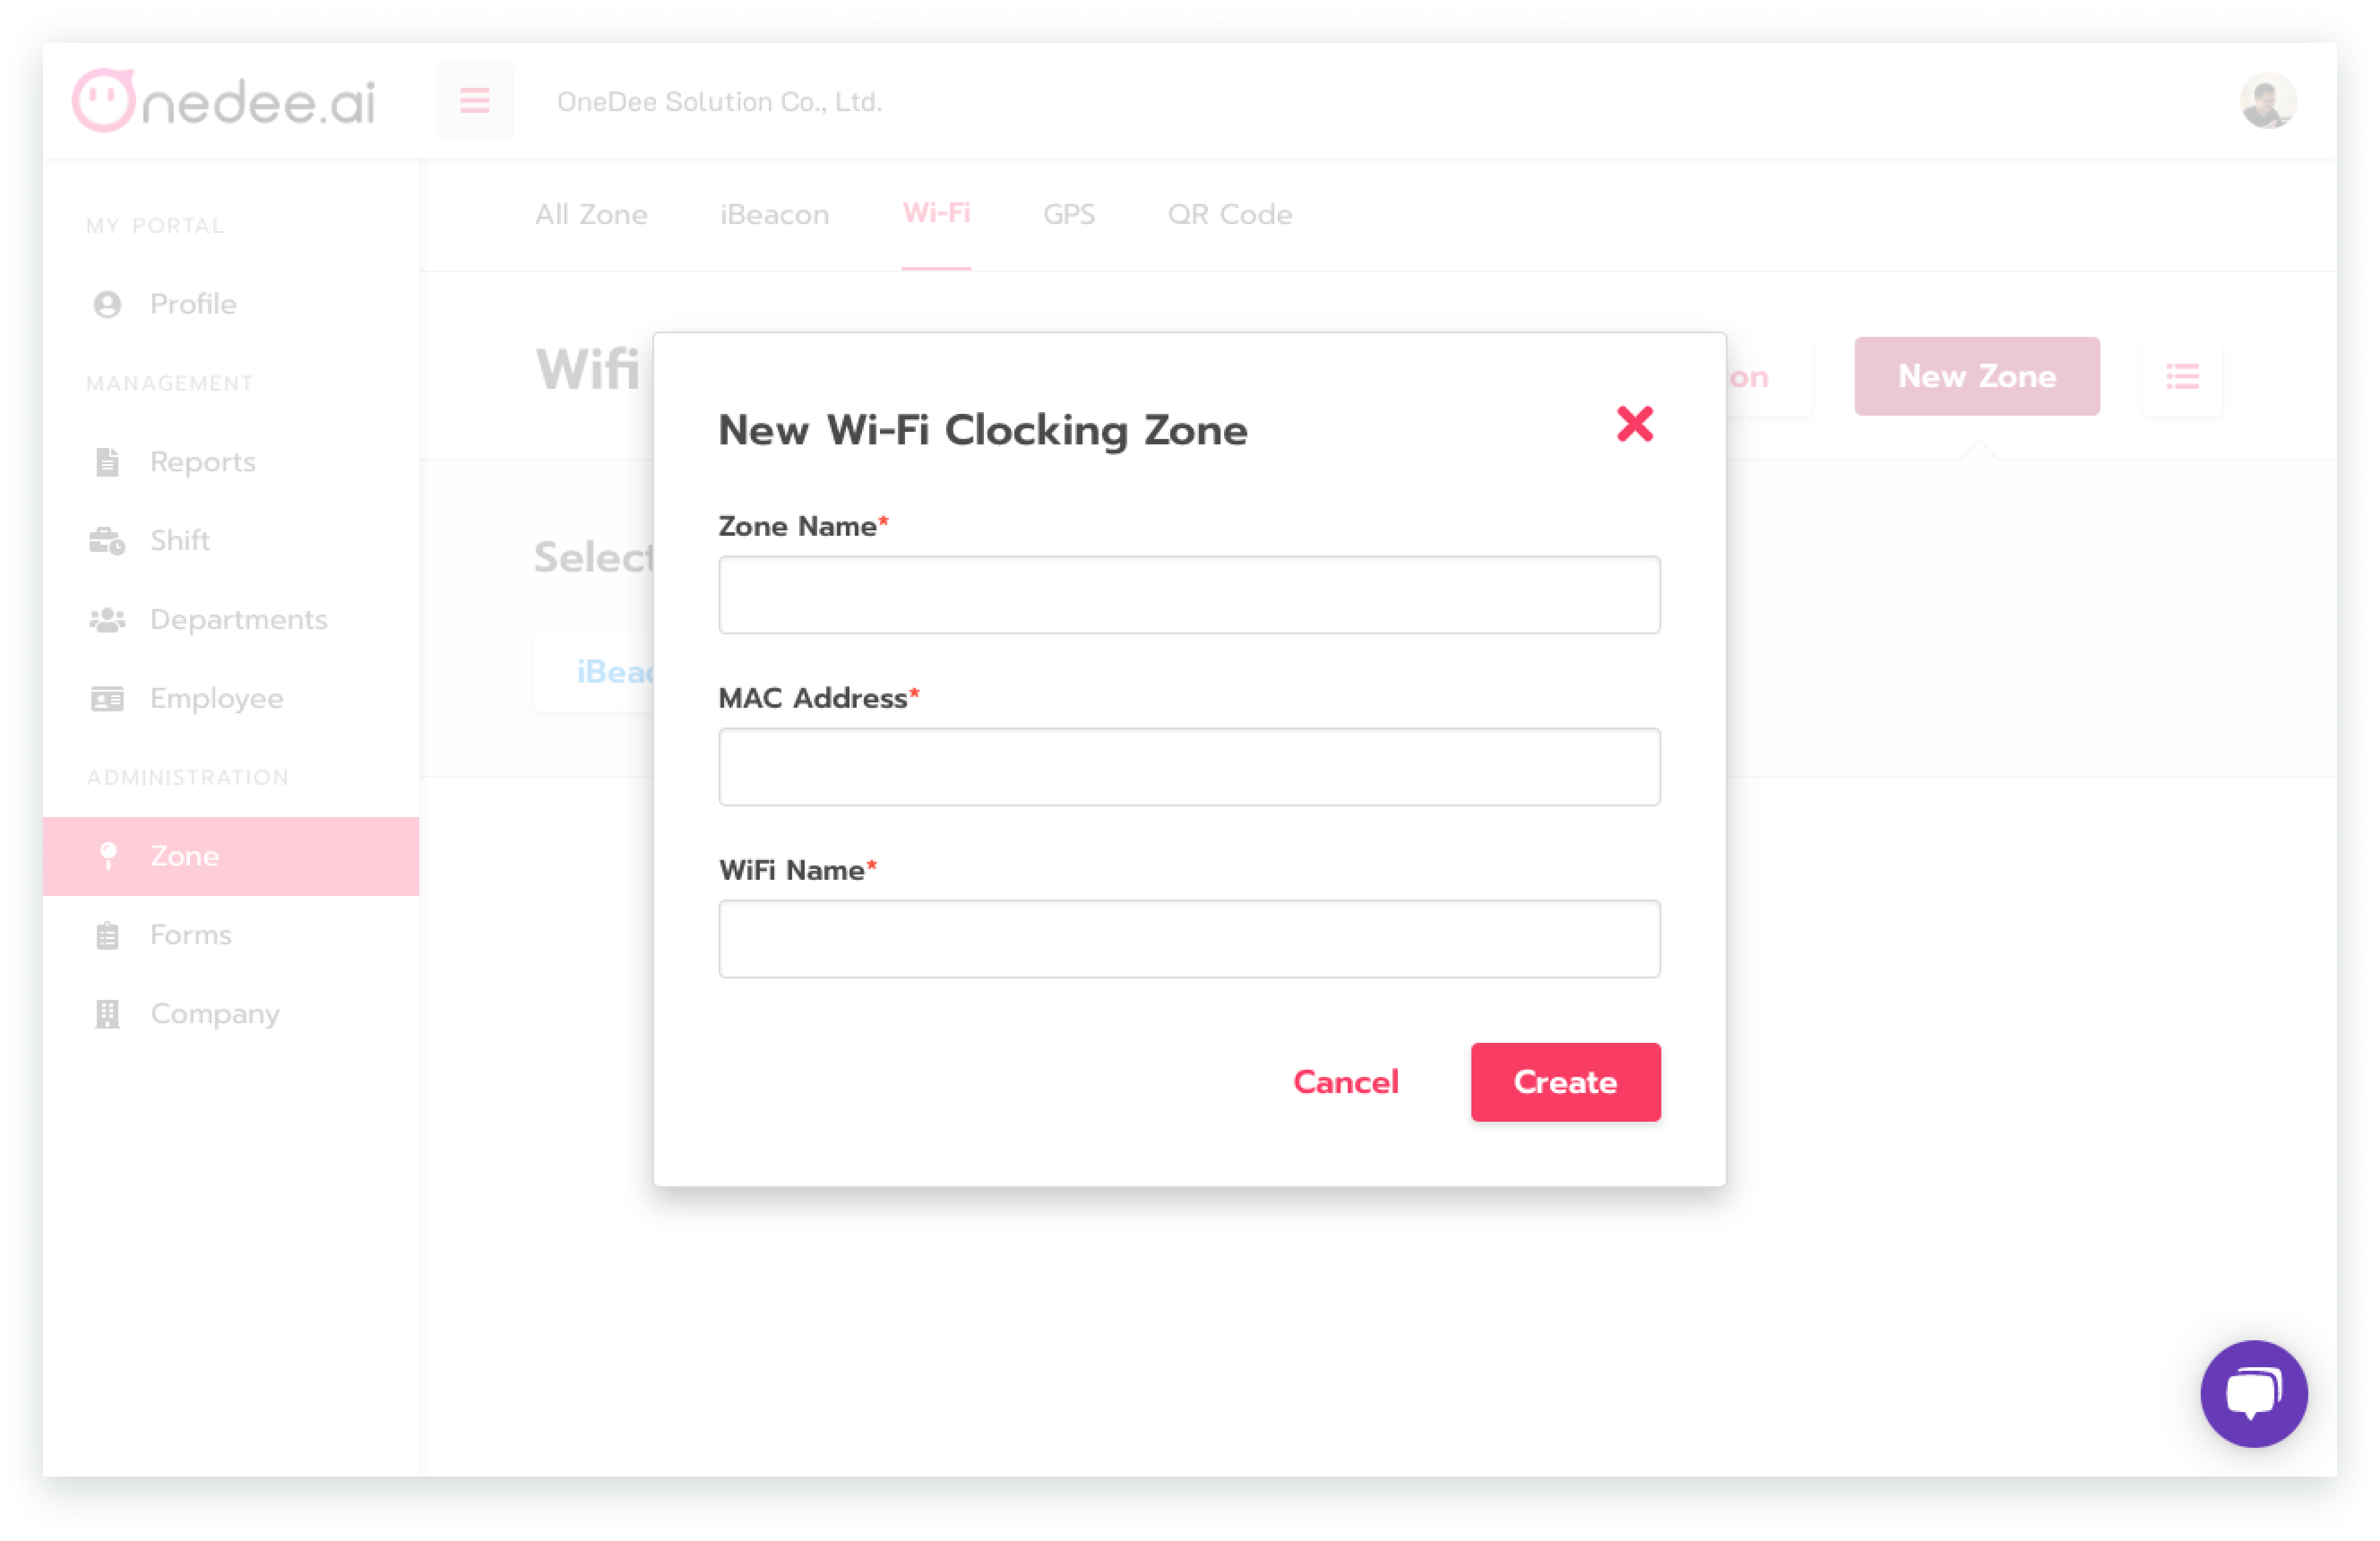 Onedee.ai
OneDee Solution Co., Ltd.
MY PORTAL
Profile
MANAGEMENT
Reports
Shift
Departments
Employee
ADMINISTRATION
Zone
Forms
Company
All Zone iBeacon Wi-Fi GPS QR Code
Wifi
on
New Zone
Select
iBeac
New Wi-Fi Clocking Zone
Zone Name*
MAC Address*
WiFi Name*
Cancel Create